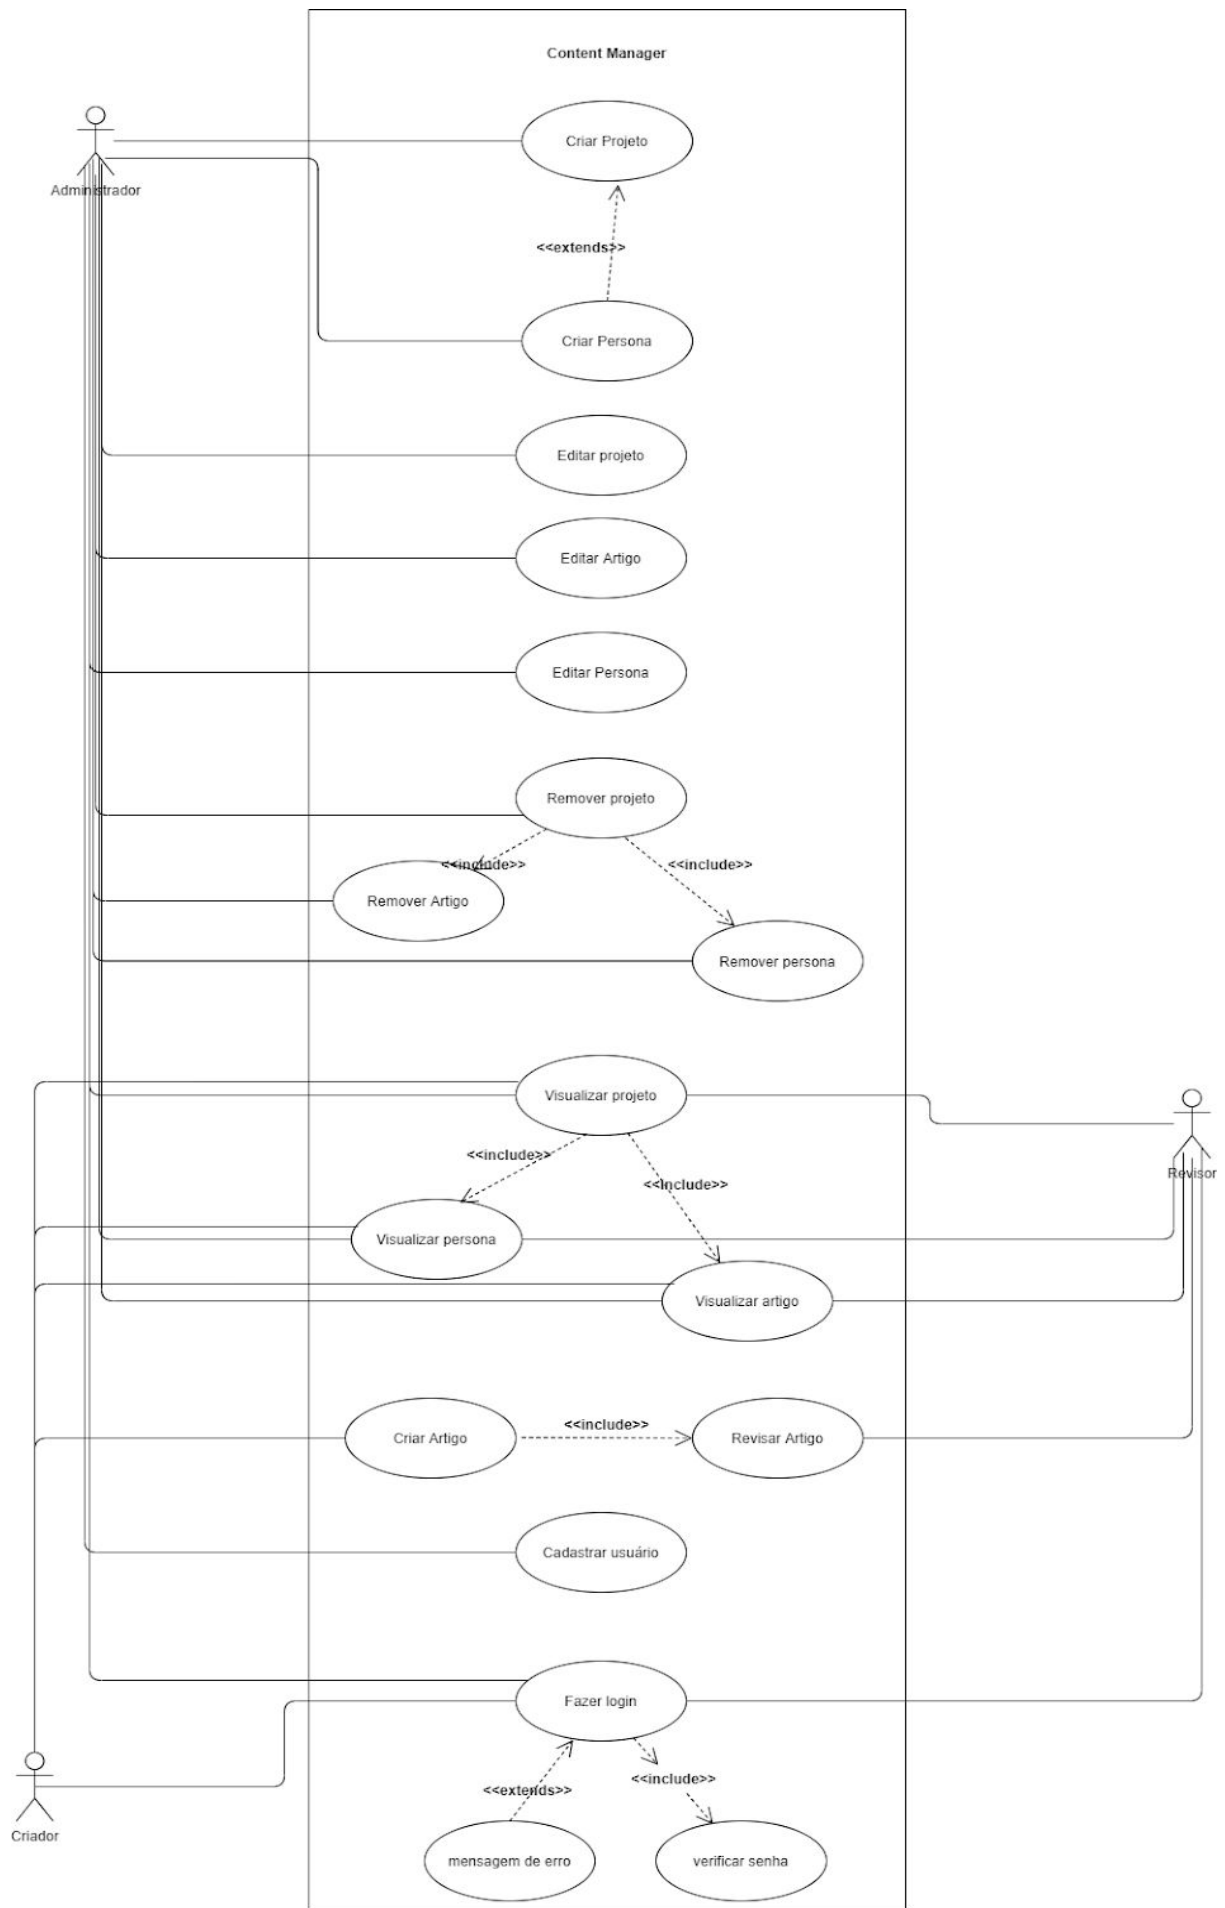 Content Manager
Criar Projeto
Administrador
<<extends>>
Criar Persona
Editar projeto
Editar Artigo
Editar Persona
Remover projeto
<<include>>
<<include>>
Remover Artigo
Remover persona
Visualizar projeto
<<include>>
Revisor
<<include>>
Visualizar persona
Visualizar artigo
<<include>>
Criar Artigo
Revisar Artigo
Cadastrar usuário
Fazer login
<<include>>
<<extends>>
Criador
mensagem de erro
verificar senha